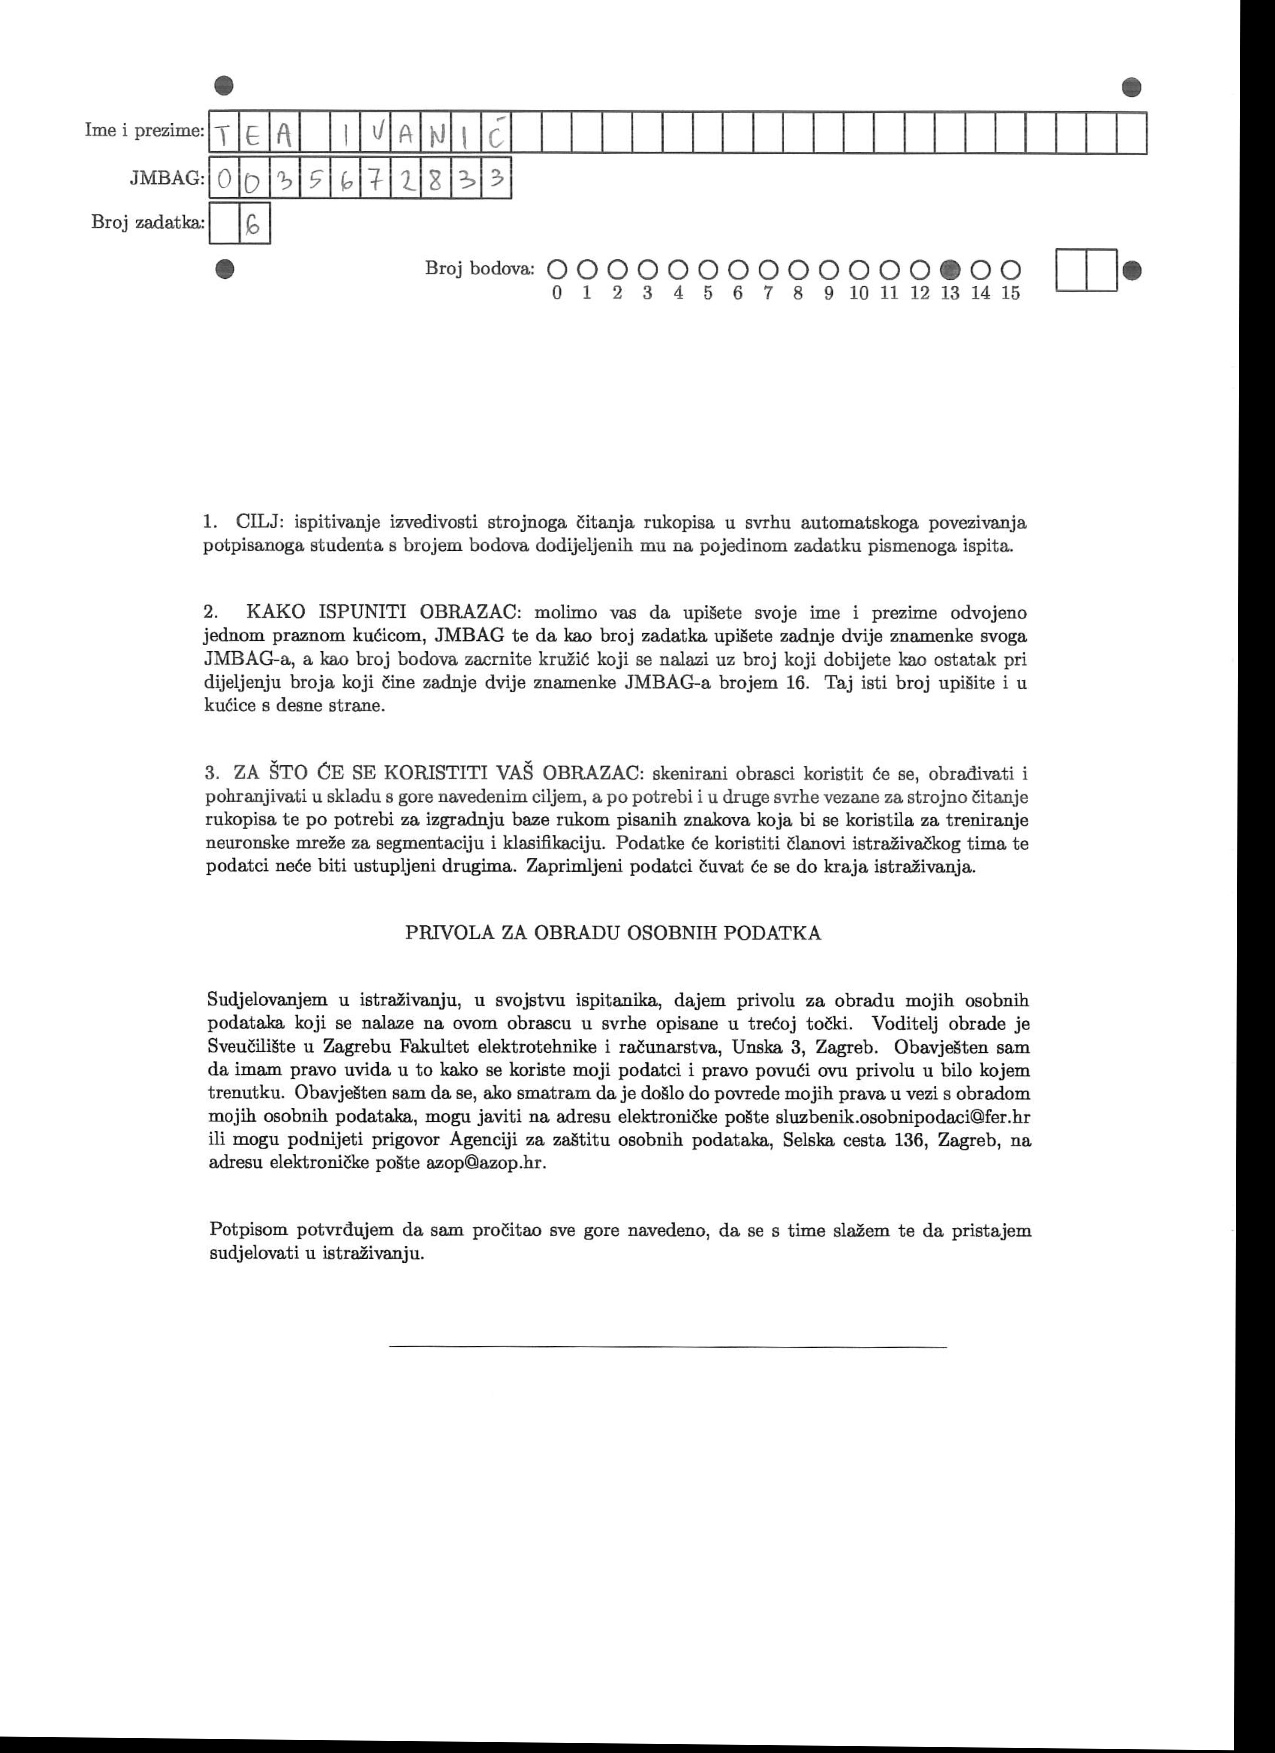 Ime i prezime: TEA IVANIĆ
JMBAG: 0035672833
Broj zadatka: 6
Broj bodova:
0 1 2 3 4 5 6 7 8 9 10 11 12 13 14 15
1. CILJ: ispitivanje izvedivosti strojnoga čitanja rukopisa u svrhu automatskoga povezivanja
potpisanoga studenta s brojem bodova dodijeljenih mu na pojedinom zadatku pismenoga ispita.
2. KAKO ISPUNITI OBRAZAC: molimo vas da upišete svoje ime i prezime odvojeno
jednom praznom kućicom, JMBAG te da kao broj zadatka upišete zadnje dvije znamenke svoga
JMBAG-a, a kao broj bodova zacrnite kružić koji se nalazi uz broj koji dobijete kao ostatak pri
dijeljenju broja koji čine zadnje dvije znamenke JMBAG-a brojem 16. Taj isti broj upišite i u
kućice s desne strane.
3. ZA ŠTO ĆE SE KORISTITI VAŠ OBRAZAC: skenirani obrasci koristit će se, obrađivati i
pohranjivati u skladu s gore navedenim ciljem, a po potrebi i u druge svrhe vezane za strojno čitanje
rukopisa te po potrebi za izgradnju baze rukom pisanih znakova koja bi se koristila za treniranje
neuronske mreže za segmentaciju i klasifikaciju. Podatke će koristiti članovi istraživačkog tima te
podatci neće biti ustupljeni drugima. Zaprimljeni podatci čuvat će se do kraja istraživanja.
PRIVOLA ZA OBRADU OSOBNIH PODATKA
Sudjelovanjem u istraživanju, u svojstvu ispitanika, dajem privolu za obradu mojih osobnih
podataka koji se nalaze na ovom obrascu u svrhe opisane u trećoj točki. Voditelj obrade je
Sveučilište u Zagrebu Fakultet elektrotehnike i računarstva, Unska 3, Zagreb. Obavješten sam
da imam pravo uvida u to kako se koriste moji podatci i pravo povući ovu privolu u bilo kojem
trenutku. Obavješten sam da se, ako smatram da je došlo do povrede mojih prava u vezi s obradom
mojih osobnih podataka, mogu javiti na adresu elektroničke pošte sluzbenik.osobnipodaci@fer.hr
ili mogu podnijeti prigovor Agenciji za zaštitu osobnih podataka, Selska cesta 136, Zagreb, na
adresu elektroničke pošte azop@azop.hr.
Potpisom potvrđujem da sam pročitao sve gore navedeno, da se s time slažem te da pristajem
sudjelovati u istraživanju.